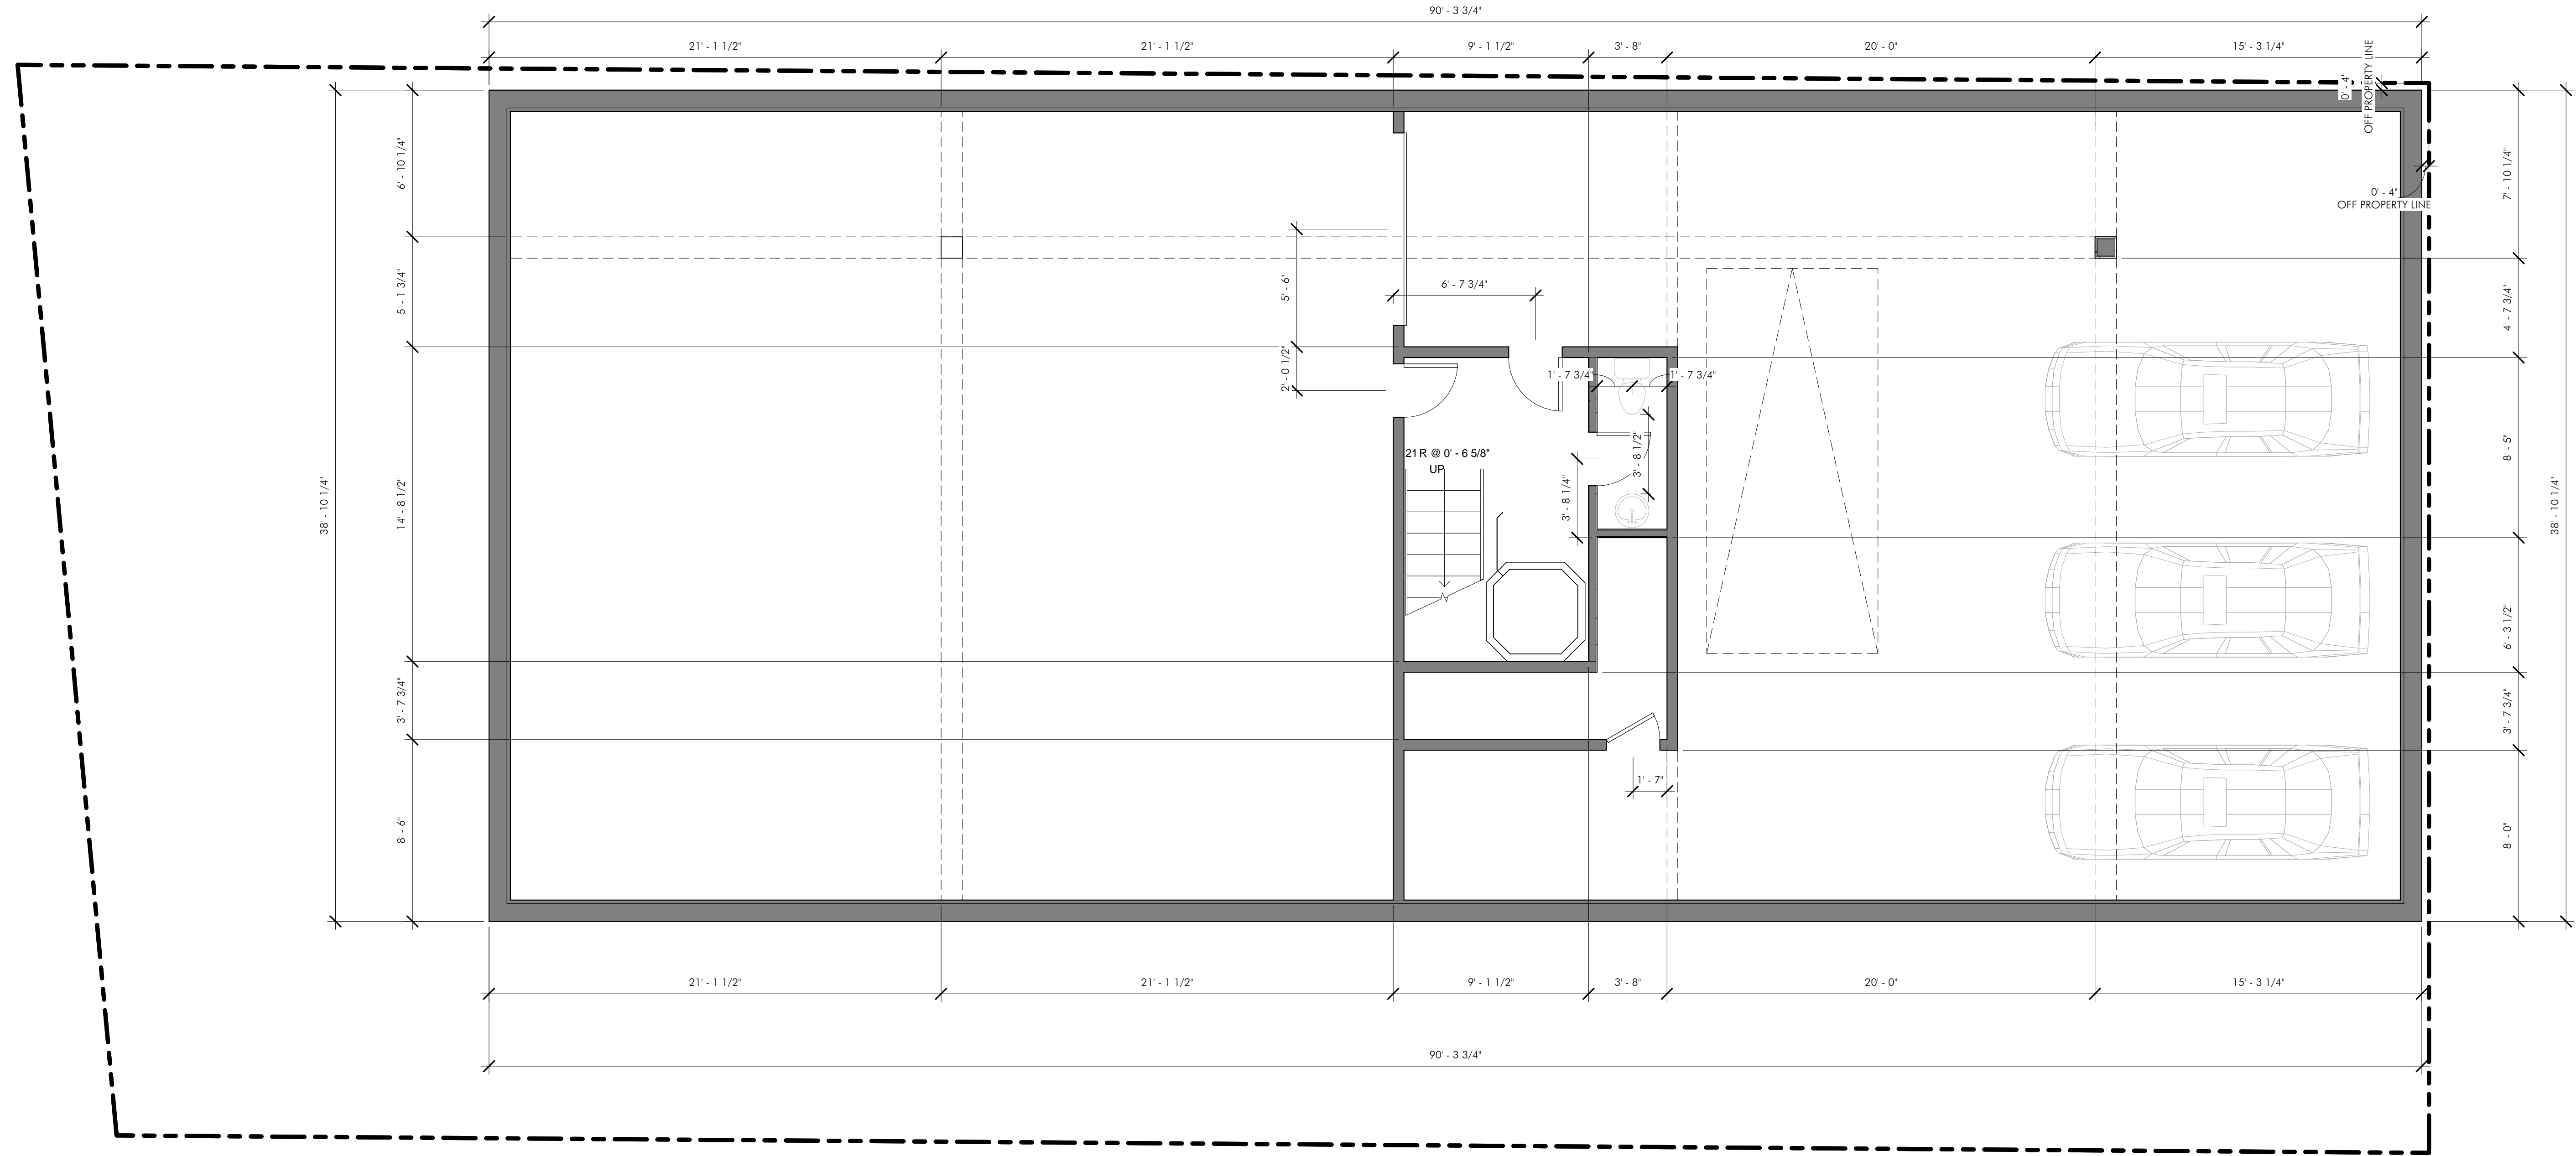 90' - 3 3/4"
21' - 1 1/2"
21' - 1 1/2"
9' - 1 1/2"
3' - 8"
20' - 0"
15' - 3 1/4"
0' - 4"
OFF PROPERTY LINE
0' - 4"
OFF PROPERTY LINE
38' - 10 1/4"
6' - 10 1/4"
5' - 1 3/4"
14' - 8 1/2"
3' - 7 3/4"
8' - 6"
5' - 6"
2' - 0 1/2"
6' - 7 3/4"
1' - 7 3/4"
1' - 7 3/4"
21R @ 0' - 6 5/8"
UP
3' - 8 1/2"
3' - 8 1/4"
1' - 7"
7' - 10 1/4"
4' - 7 3/4"
8' - 5"
6' - 3 1/2"
3' - 7 3/4"
8' - 0"
38' - 10 1/4"
21' - 1 1/2"
21' - 1 1/2"
9' - 1 1/2"
3' - 8"
20' - 0"
15' - 3 1/4"
90' - 3 3/4"